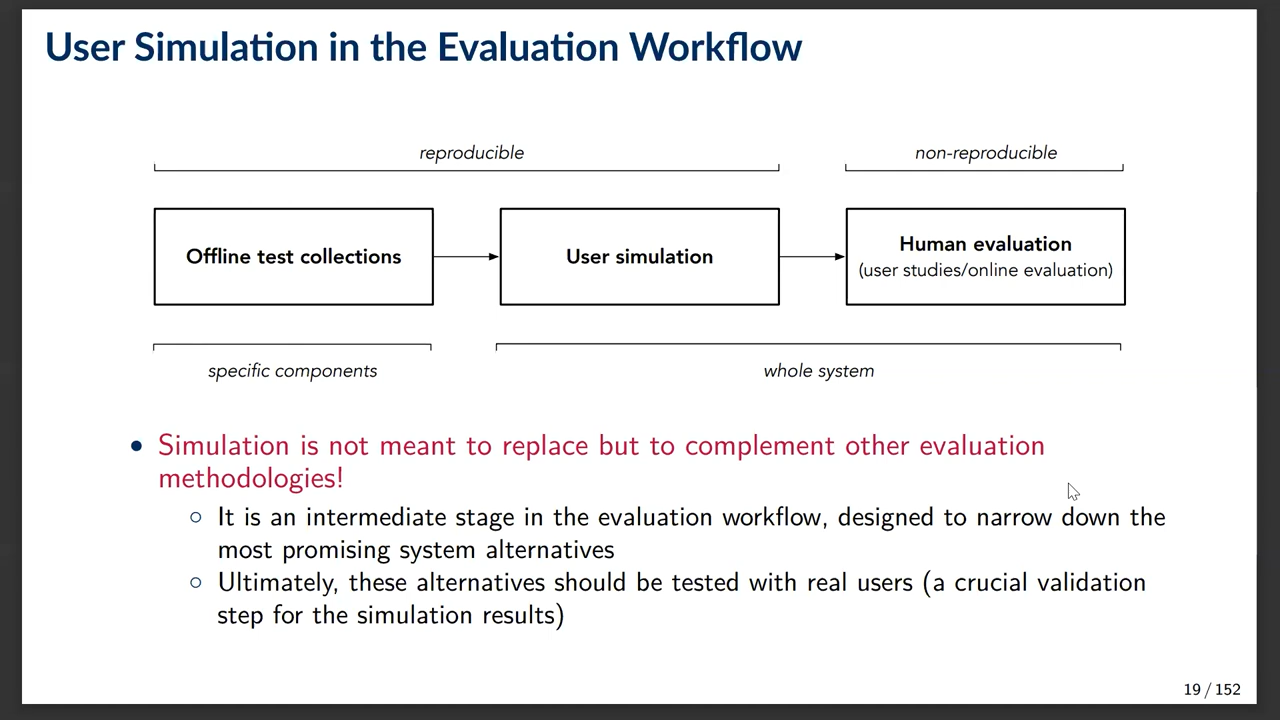 User Simulation in the Evaluation Workflow
reproducible
non-reproducible
Offline test collections
User simulation
Human evaluation
(user studies/online evaluation)
specific components
whole system
• Simulation is not meant to replace but to complement other evaluation
methodologies!
○ It is an intermediate stage in the evaluation workflow, designed to narrow down the
most promising system alternatives
○ Ultimately, these alternatives should be tested with real users (a crucial validation
step for the simulation results)
19 / 152